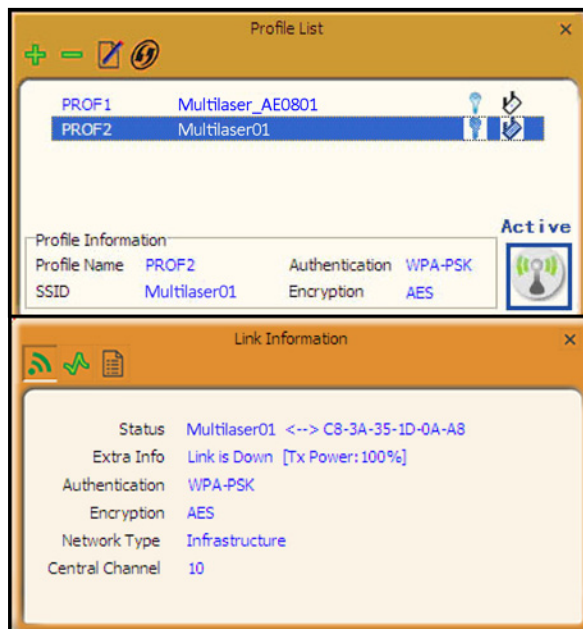 Profile List
PROF1 Multilaser_AE0801
PROF2 Multilaser01
Active
Profile Information
Profile Name PROF2 Authentication WPA-PSK
SSID Multilaser01 Encryption AES
Link Information
Status Multilaser01 <--> C8-3A-35-1D-0A-A8
Extra Info Link is Down [Tx Power:100%]
Authentication WPA-PSK
Encryption AES
Network Type Infrastructure
Central Channel 10